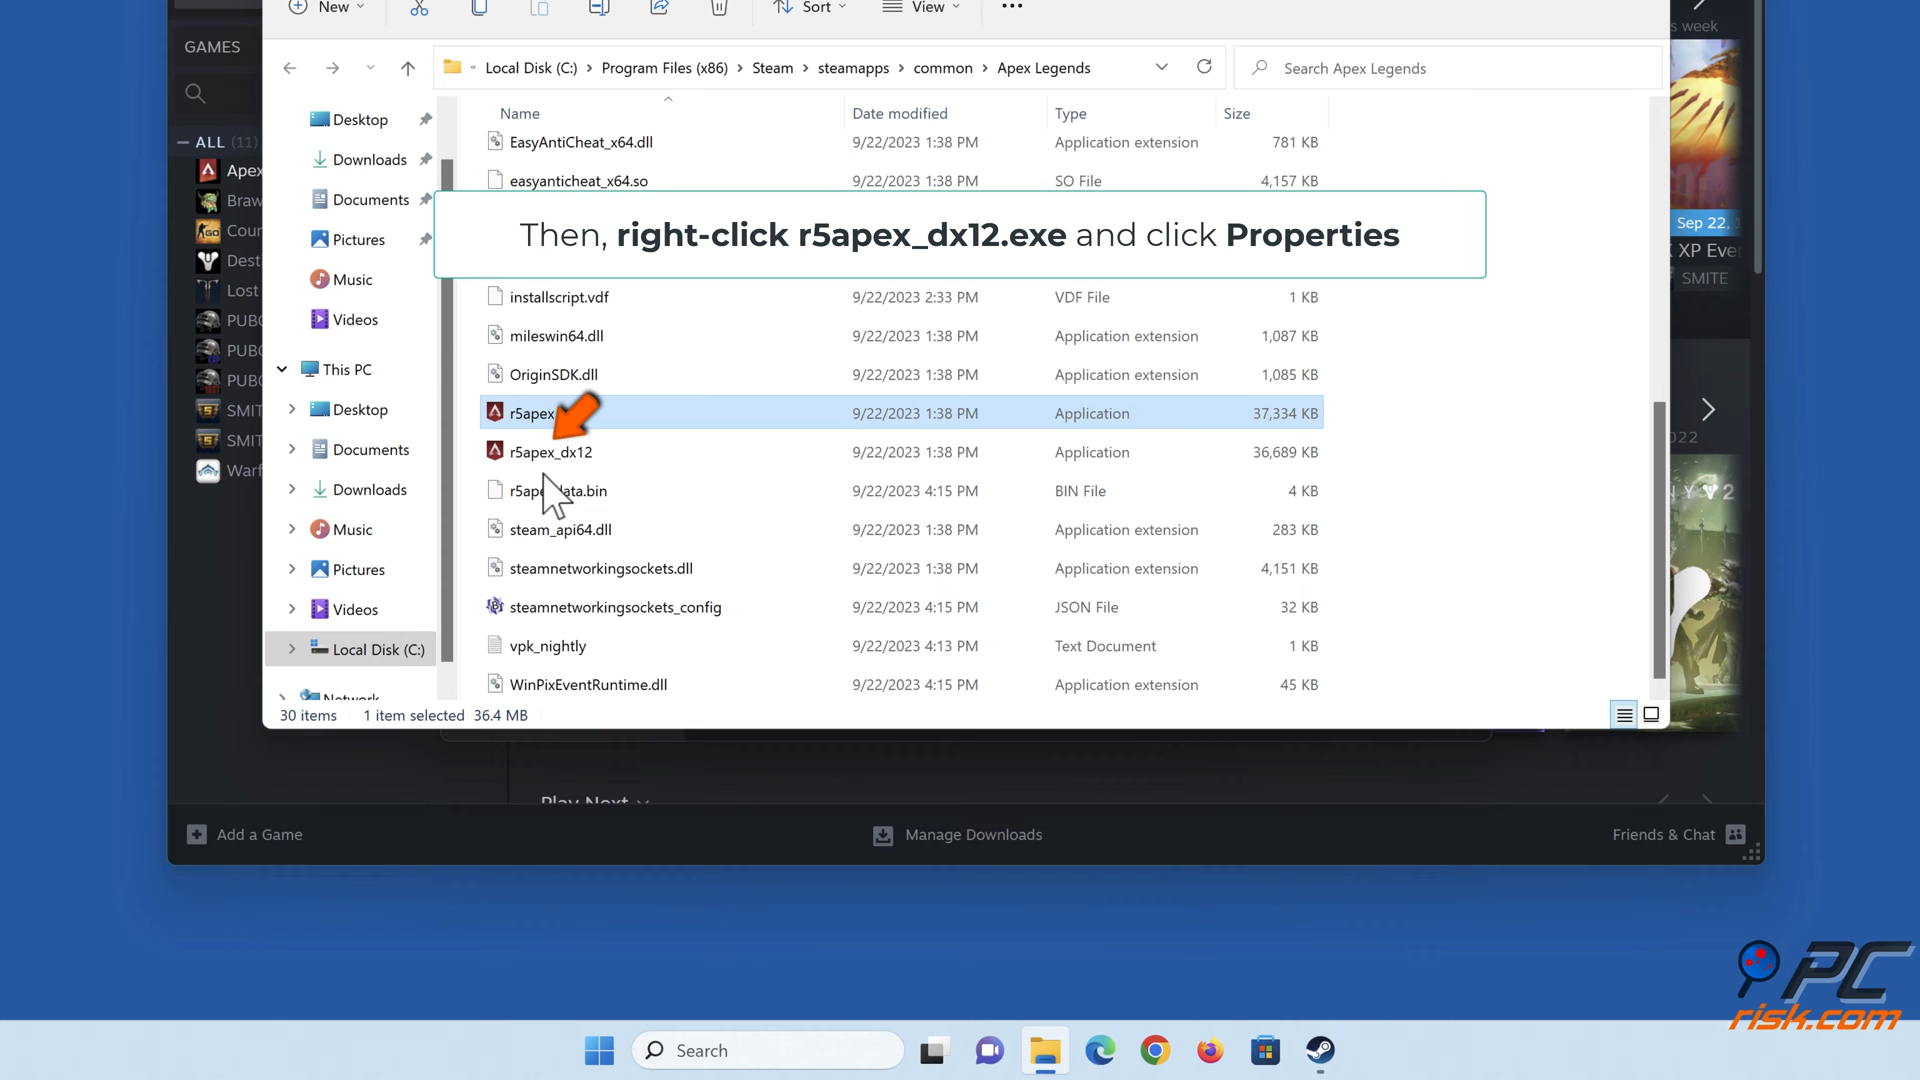 New
Sort
View
Local Disk (C:) Program Files (x86) Steam steamapps common Apex Legends
Search Apex Legends
GAMES
ALL (11)
Apex
Braw
Cour
Dest
Lost
PUBG
PUBG
PUBG
SMIT
SMIT
Warf
Desktop
Downloads
Documents
Pictures
Music
Videos
This PC
Desktop
Documents
Downloads
Music
Pictures
Videos
Local Disk (C:)
Network
Name Date modified Type Size
EasyAntiCheat_x64.dll 9/22/2023 1:38 PM Application extension 781 KB
easyanticheat_x64.so 9/22/2023 1:38 PM SO File 4,157 KB
Then, right-click r5apex_dx12.exe and click Properties
installscript.vdf 9/22/2023 2:33 PM VDF File 1 KB
mileswin64.dll 9/22/2023 1:38 PM Application extension 1,087 KB
OriginSDK.dll 9/22/2023 1:38 PM Application extension 1,085 KB
r5apex 9/22/2023 1:38 PM Application 37,334 KB
r5apex_dx12 9/22/2023 1:38 PM Application 36,689 KB
r5apexdata.bin 9/22/2023 4:15 PM BIN File 4 KB
steam_api64.dll 9/22/2023 1:38 PM Application extension 283 KB
steamnetworkingsockets.dll 9/22/2023 1:38 PM Application extension 4,151 KB
steamnetworkingsockets_config 9/22/2023 4:15 PM JSON File 32 KB
vpk_nightly 9/22/2023 4:13 PM Text Document 1 KB
WinPixEventRuntime.dll 9/22/2023 4:15 PM Application extension 45 KB
30 items 1 item selected 36.4 MB
s week
Sep 22,
XP Even
SMITE
2022
Y 2
Play Next
Add a Game
Manage Downloads
Friends & Chat
Search
PC
risk.com